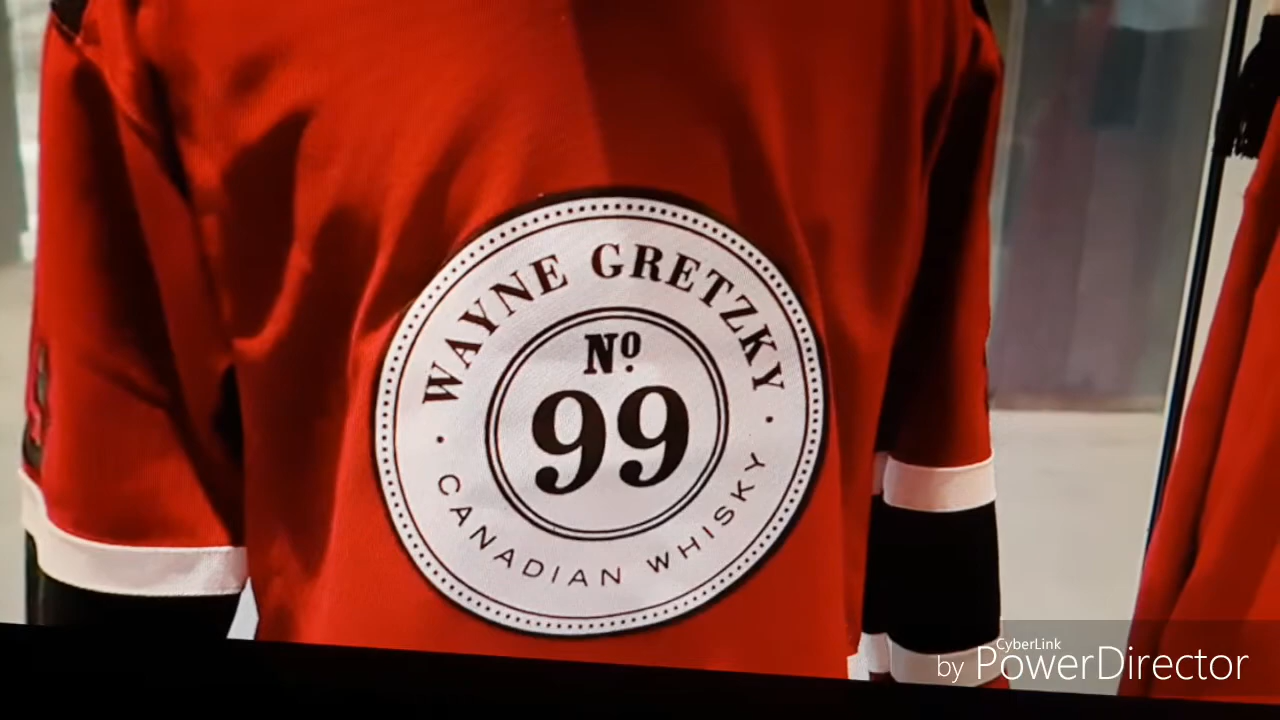 WAYNE GRETZKY
Nº
99
CANADIAN WHISKY
CyberLink
by PowerDirector